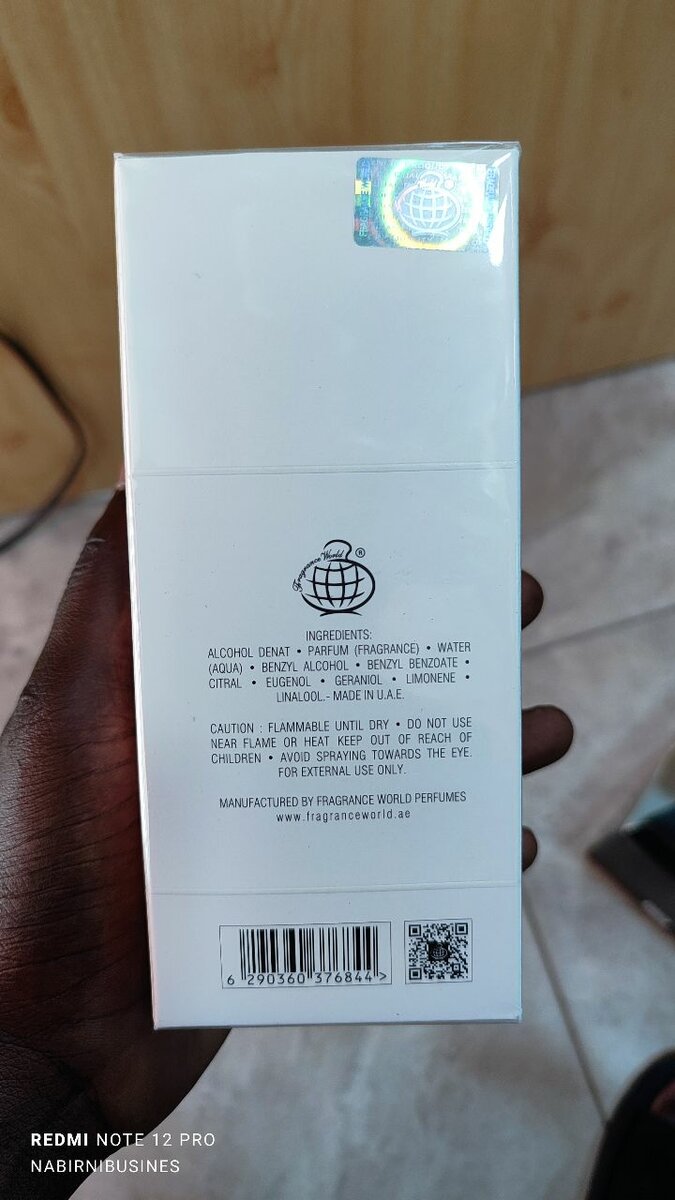 Fragrance World ®
INGREDIENTS:
ALCOHOL DENAT • PARFUM (FRAGRANCE) • WATER
(AQUA) • BENZYL ALCOHOL • BENZYL BENZOATE •
CITRAL • EUGENOL • GERANIOL • LIMONENE •
LINALOOL.- MADE IN U.A.E.
CAUTION : FLAMMABLE UNTIL DRY • DO NOT USE
NEAR FLAME OR HEAT KEEP OUT OF REACH OF
CHILDREN • AVOID SPRAYING TOWARDS THE EYE.
FOR EXTERNAL USE ONLY.
MANUFACTURED BY FRAGRANCE WORLD PERFUMES
www.fragranceworld.ae
6 290360 376844 >
REDMI NOTE 12 PRO
NABIRNIBUSINES